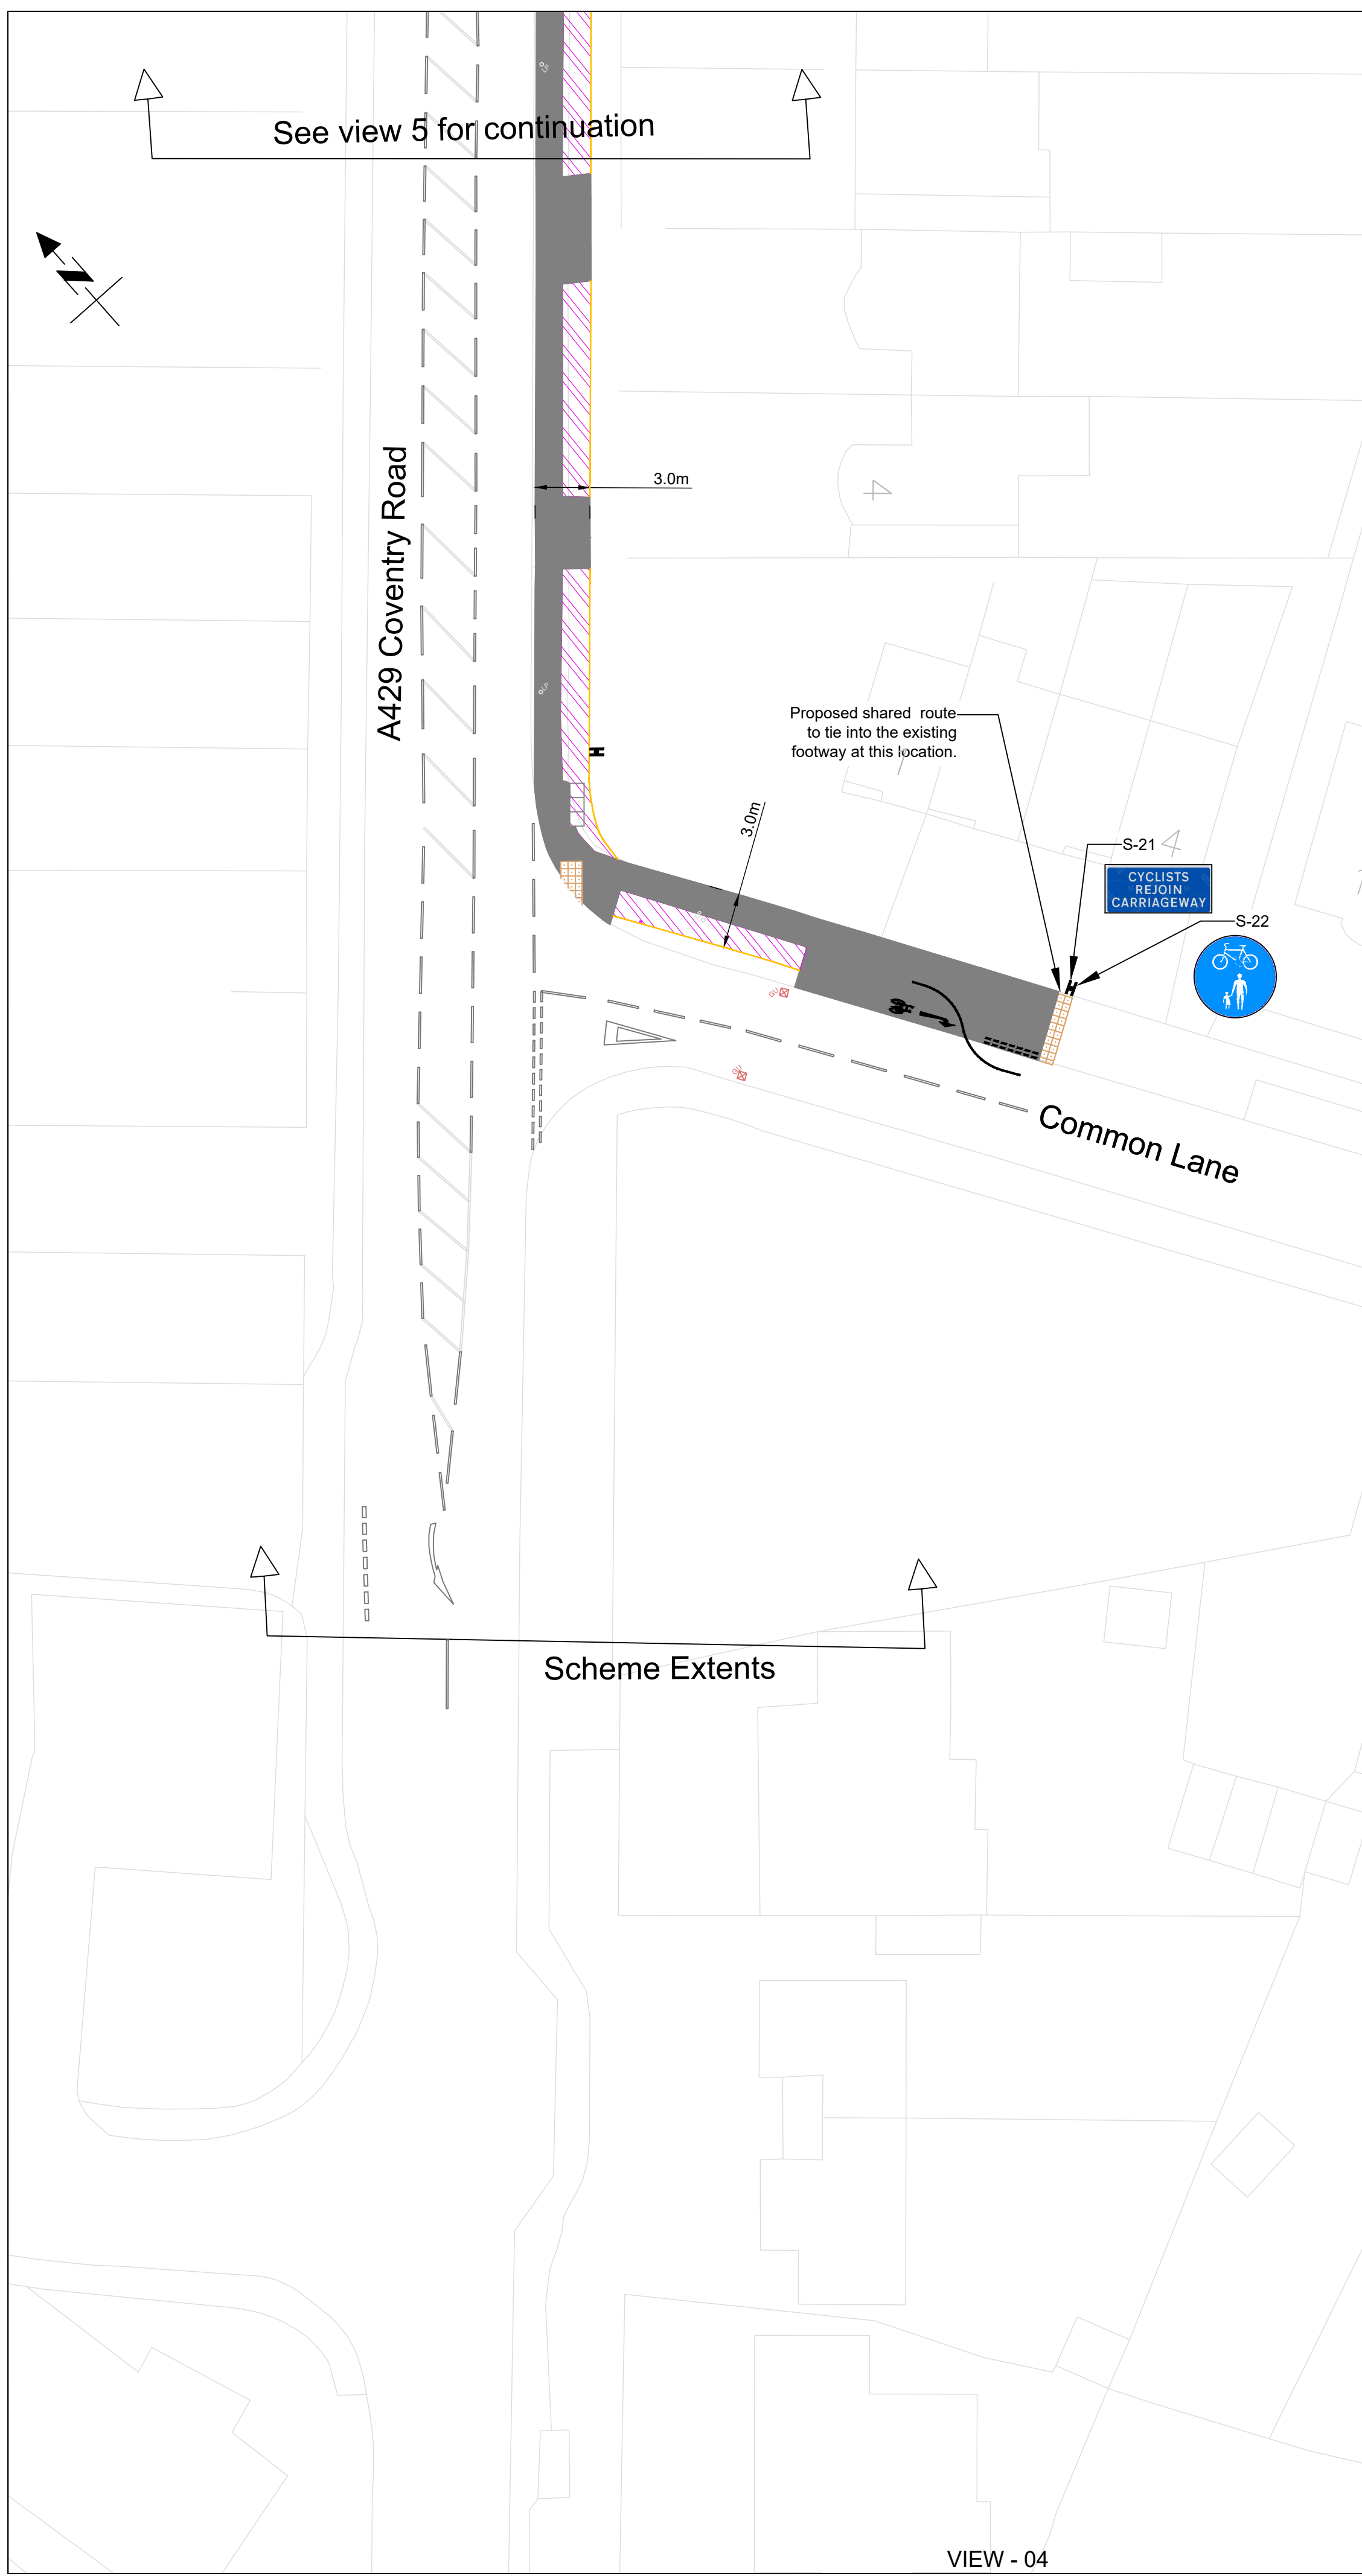 See view 5 for continuation
A429 Coventry Road
3.0m
Proposed shared route
to tie into the existing
footway at this location.
3.0m
S-21
CYCLISTS
REJOIN
CARRIAGEWAY
S-22
Common Lane
Scheme Extents
VIEW - 04